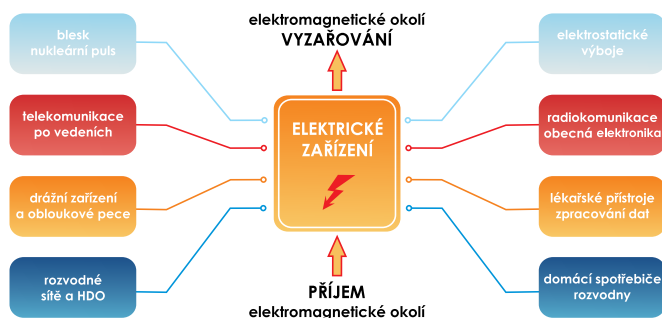 elektromagnetické okolí
VYZAŘOVÁNÍ
blesk
nukleární puls
elektrostatické
výboje
telekomunikace
po vedeních
ELEKTRICKÉ
ZAŘÍZENÍ
radiokomunikace
obecná elektronika
drážní zařízení
a obloukové pece
lékařské přístroje
zpracování dat
rozvodné
sítě a HDO
domácí spotřebiče
rozvodny
PŘÍJEM
elektromagnetické okolí